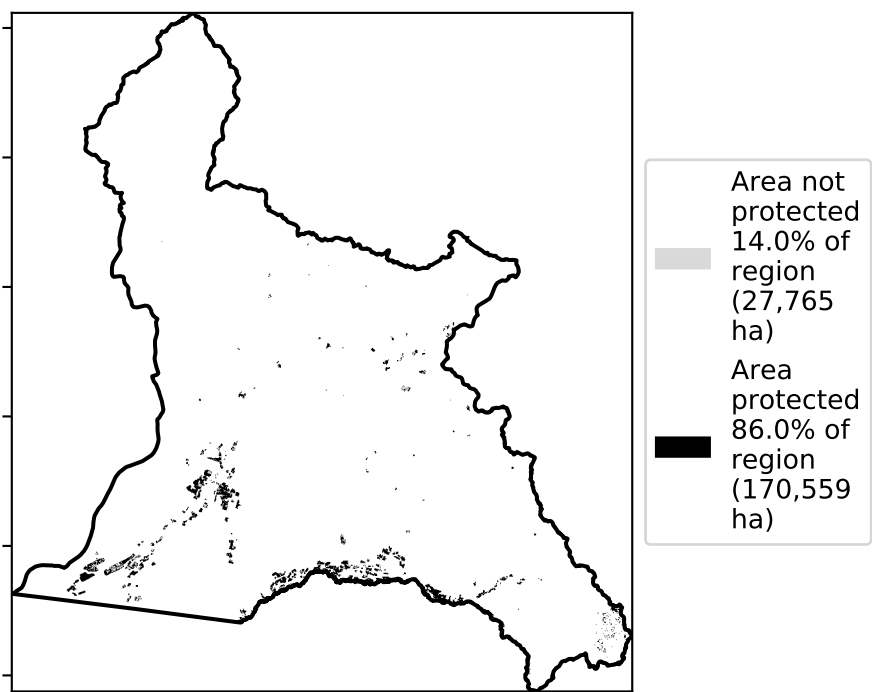 Area not
protected
14.0% of
region
(27,765
ha)
Area
protected
86.0% of
region
(170,559
ha)